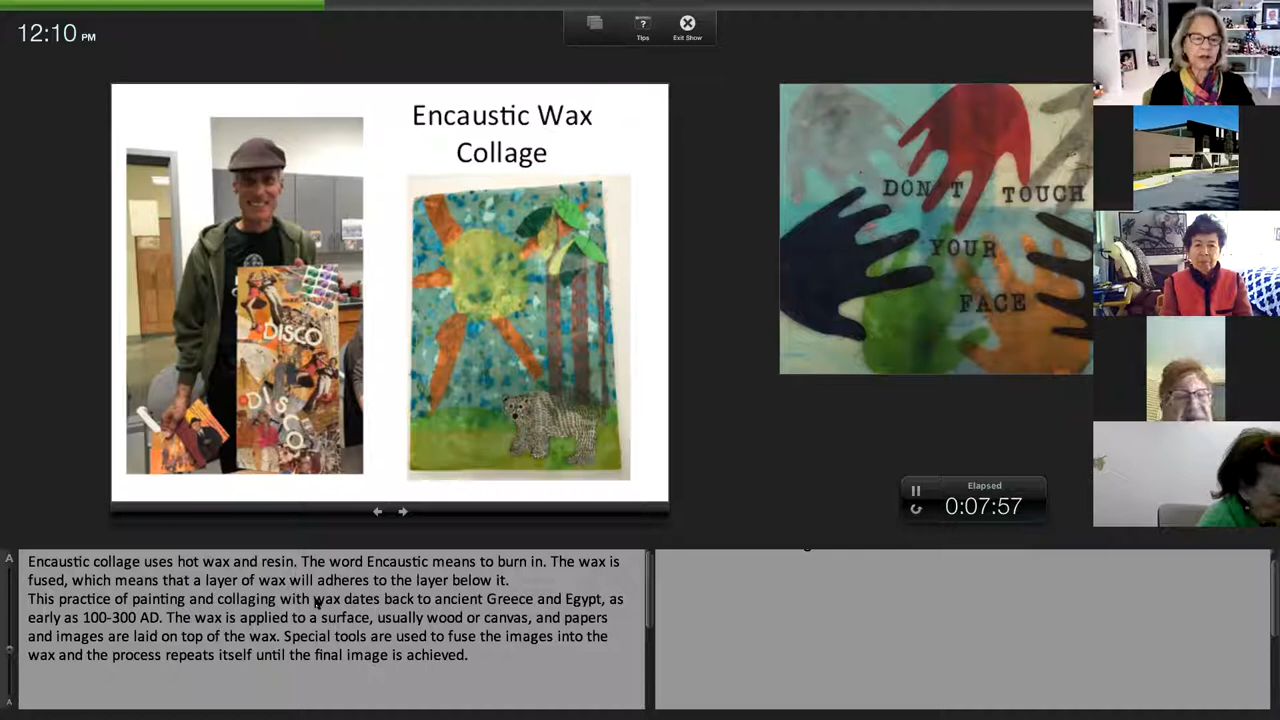 12:10 PM
Tips
Exit Show
Encaustic Wax
Collage
DISCO
DISCO
DON'T TOUCH
YOUR
FACE
Elapsed
0:07:57
A
Encaustic collage uses hot wax and resin. The word Encaustic means to burn in. The wax is
fused, which means that a layer of wax will adheres to the layer below it.
This practice of painting and collaging with wax dates back to ancient Greece and Egypt, as
early as 100-300 AD. The wax is applied to a surface, usually wood or canvas, and papers
and images are laid on top of the wax. Special tools are used to fuse the images into the
wax and the process repeats itself until the final image is achieved.
A